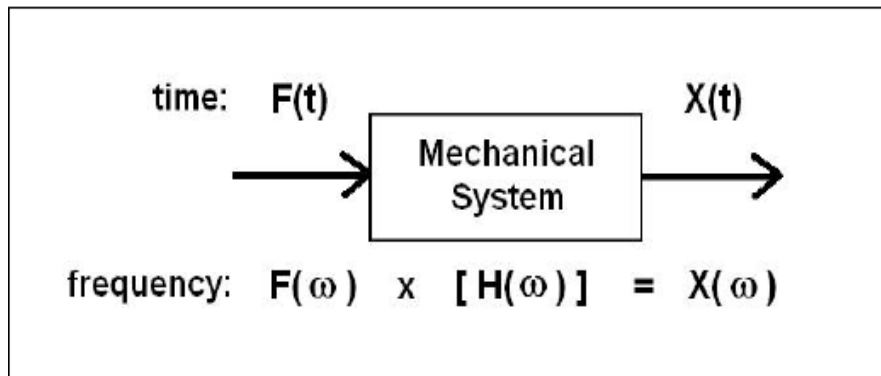 time: F(t) X(t)
Mechanical
System
frequency: F(ω) x [H(ω)] = X(ω)